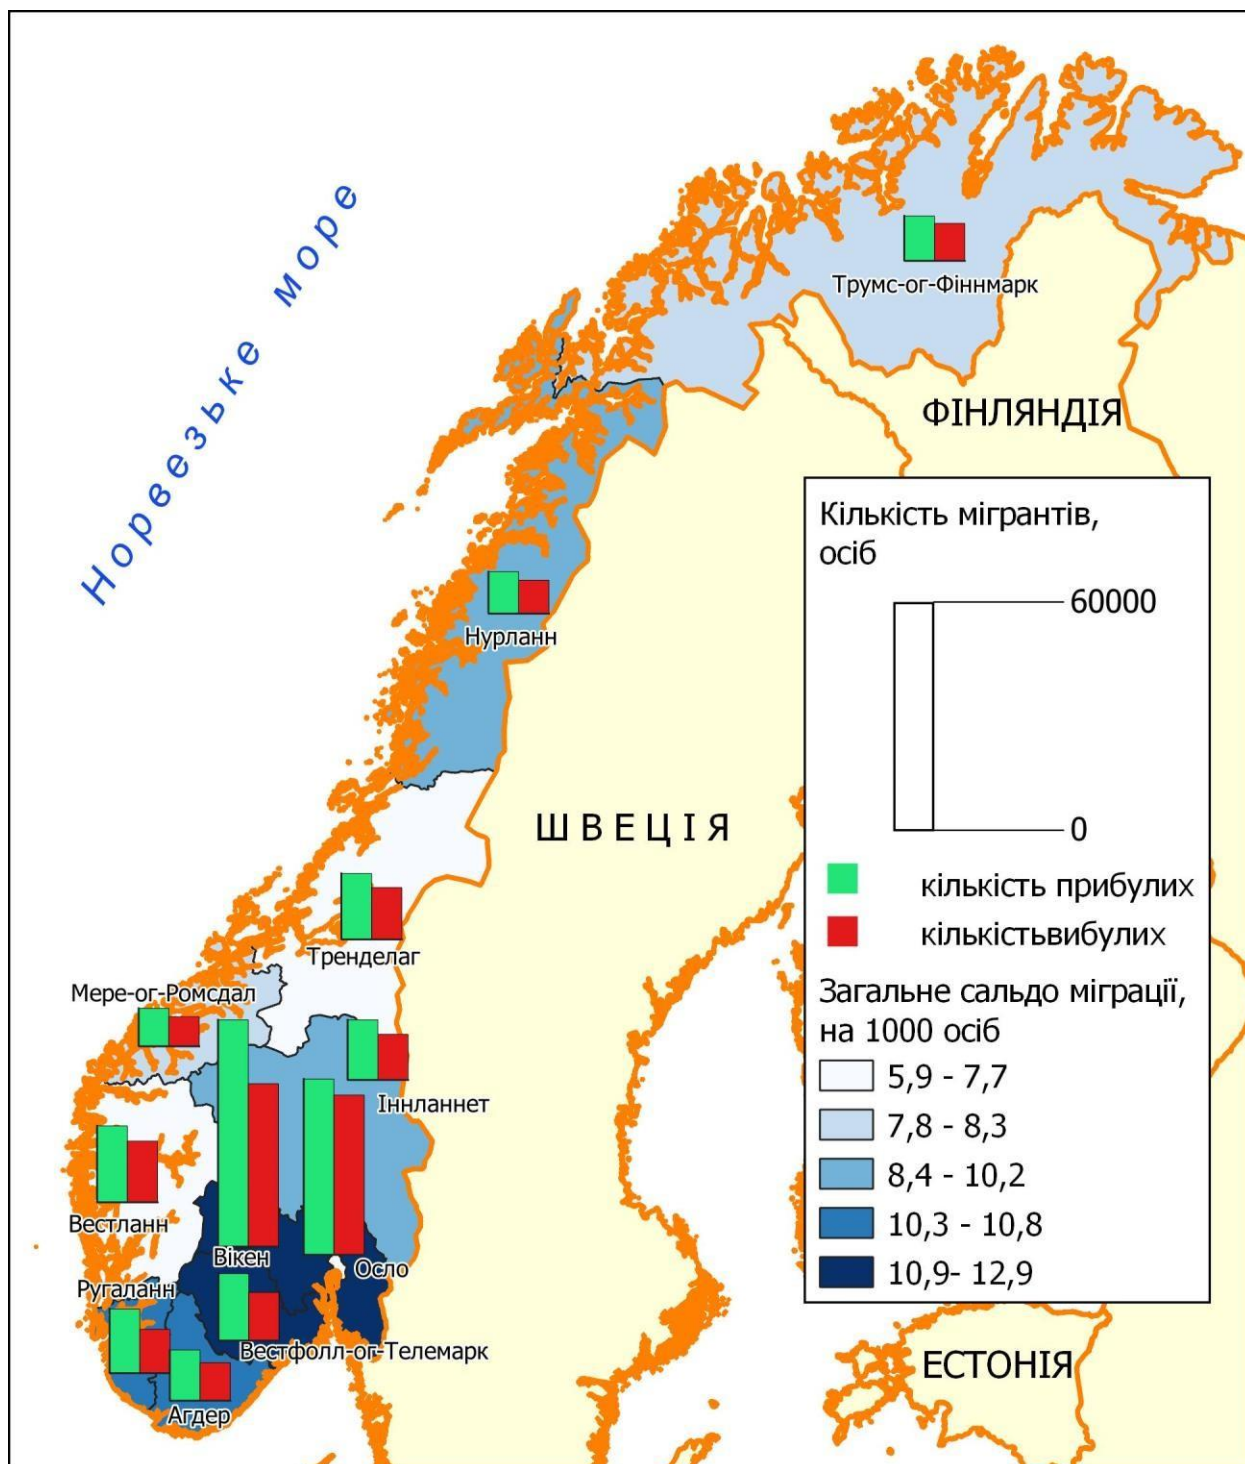 Норвезьке море
Трумс-ог-Фіннмарк
ФІНЛЯНДІЯ
Кількість мігрантів,
осіб
60000
0
кількість прибулих
кількістьвибулих
Загальне сальдо міграції,
на 1000 осіб
5,9 - 7,7
7,8 - 8,3
8,4 - 10,2
10,3 - 10,8
10,9- 12,9
Нурланн
ШВЕЦІЯ
Тренделаг
Мере-ог-Ромсдал
Іннланнет
Вестланн
Вікен
Осло
Ругаланн
Вестфолл-ог-Телемарк
Агдер
ЕСТОНІЯ